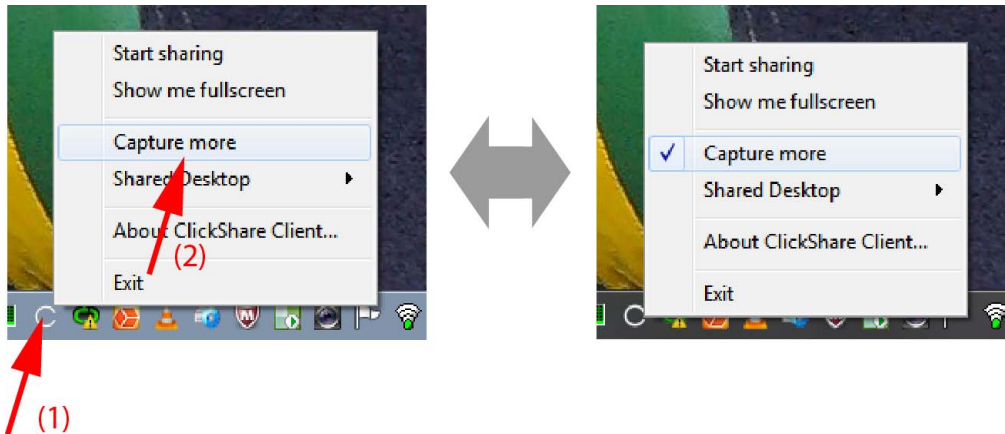 Start sharing
Show me fullscreen
Capture more
Shared Desktop
About ClickShare Client...
(2)
Exit
(1)
Start sharing
Show me fullscreen
Capture more
Shared Desktop
About ClickShare Client...
Exit